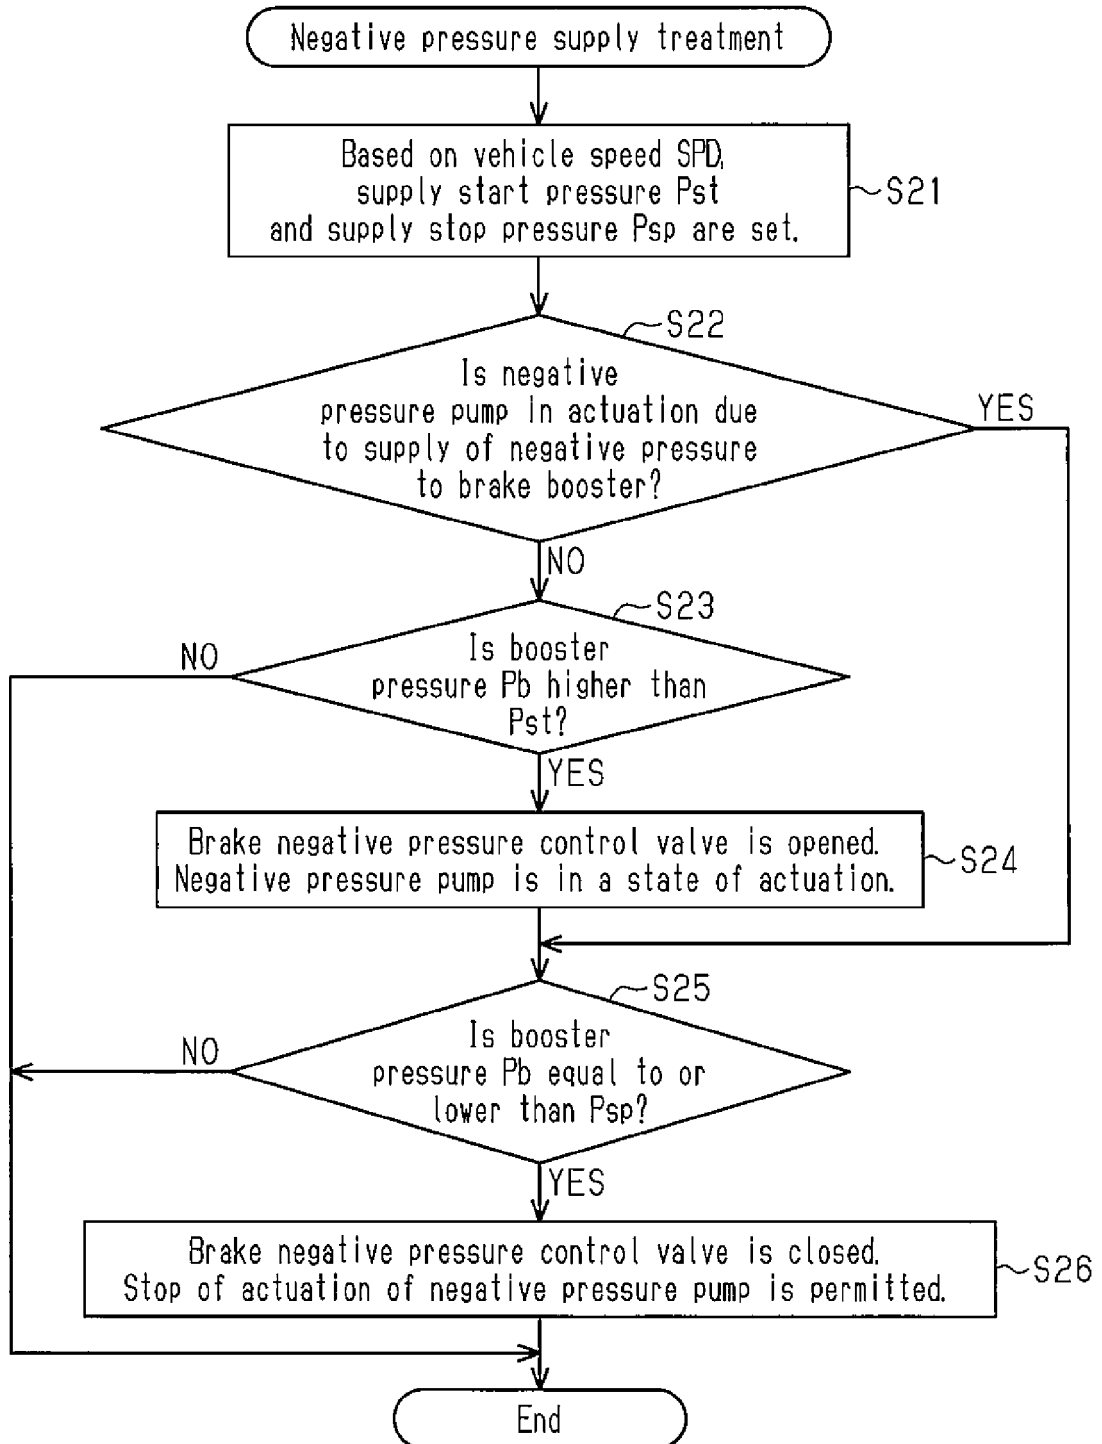 Negative pressure supply treatment
Based on vehicle speed SPD,
supply start pressure Pst
and supply stop pressure Psp are set.
S21
S22
Is negative
pressure pump in actuation due
to supply of negative pressure
to brake booster?
YES
NO
S23
Is booster
pressure Pb higher than
Pst?
NO
YES
Brake negative pressure control valve is opened.
Negative pressure pump is in a state of actuation.
S24
S25
Is booster
pressure Pb equal to or
lower than Psp?
NO
YES
Brake negative pressure control valve is closed.
Stop of actuation of negative pressure pump is permitted.
S26
End